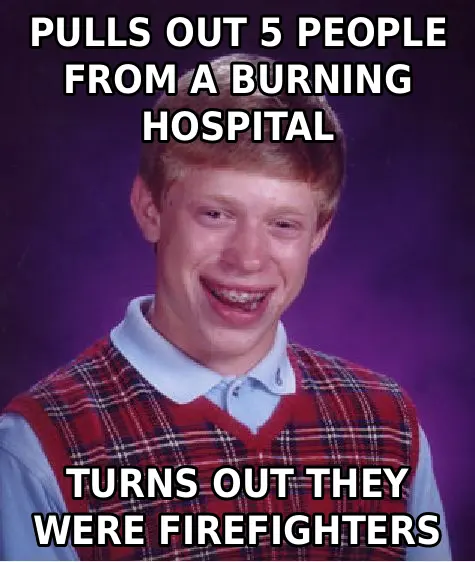 PULLS OUT 5 PEOPLE
FROM A BURNING
HOSPITAL
TURNS OUT THEY
WERE FIREFIGHTERS